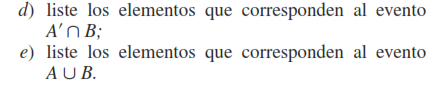 d) liste los elementos que corresponden al evento
A′ ∩ B;
e) liste los elementos que corresponden al evento
A ∪ B.